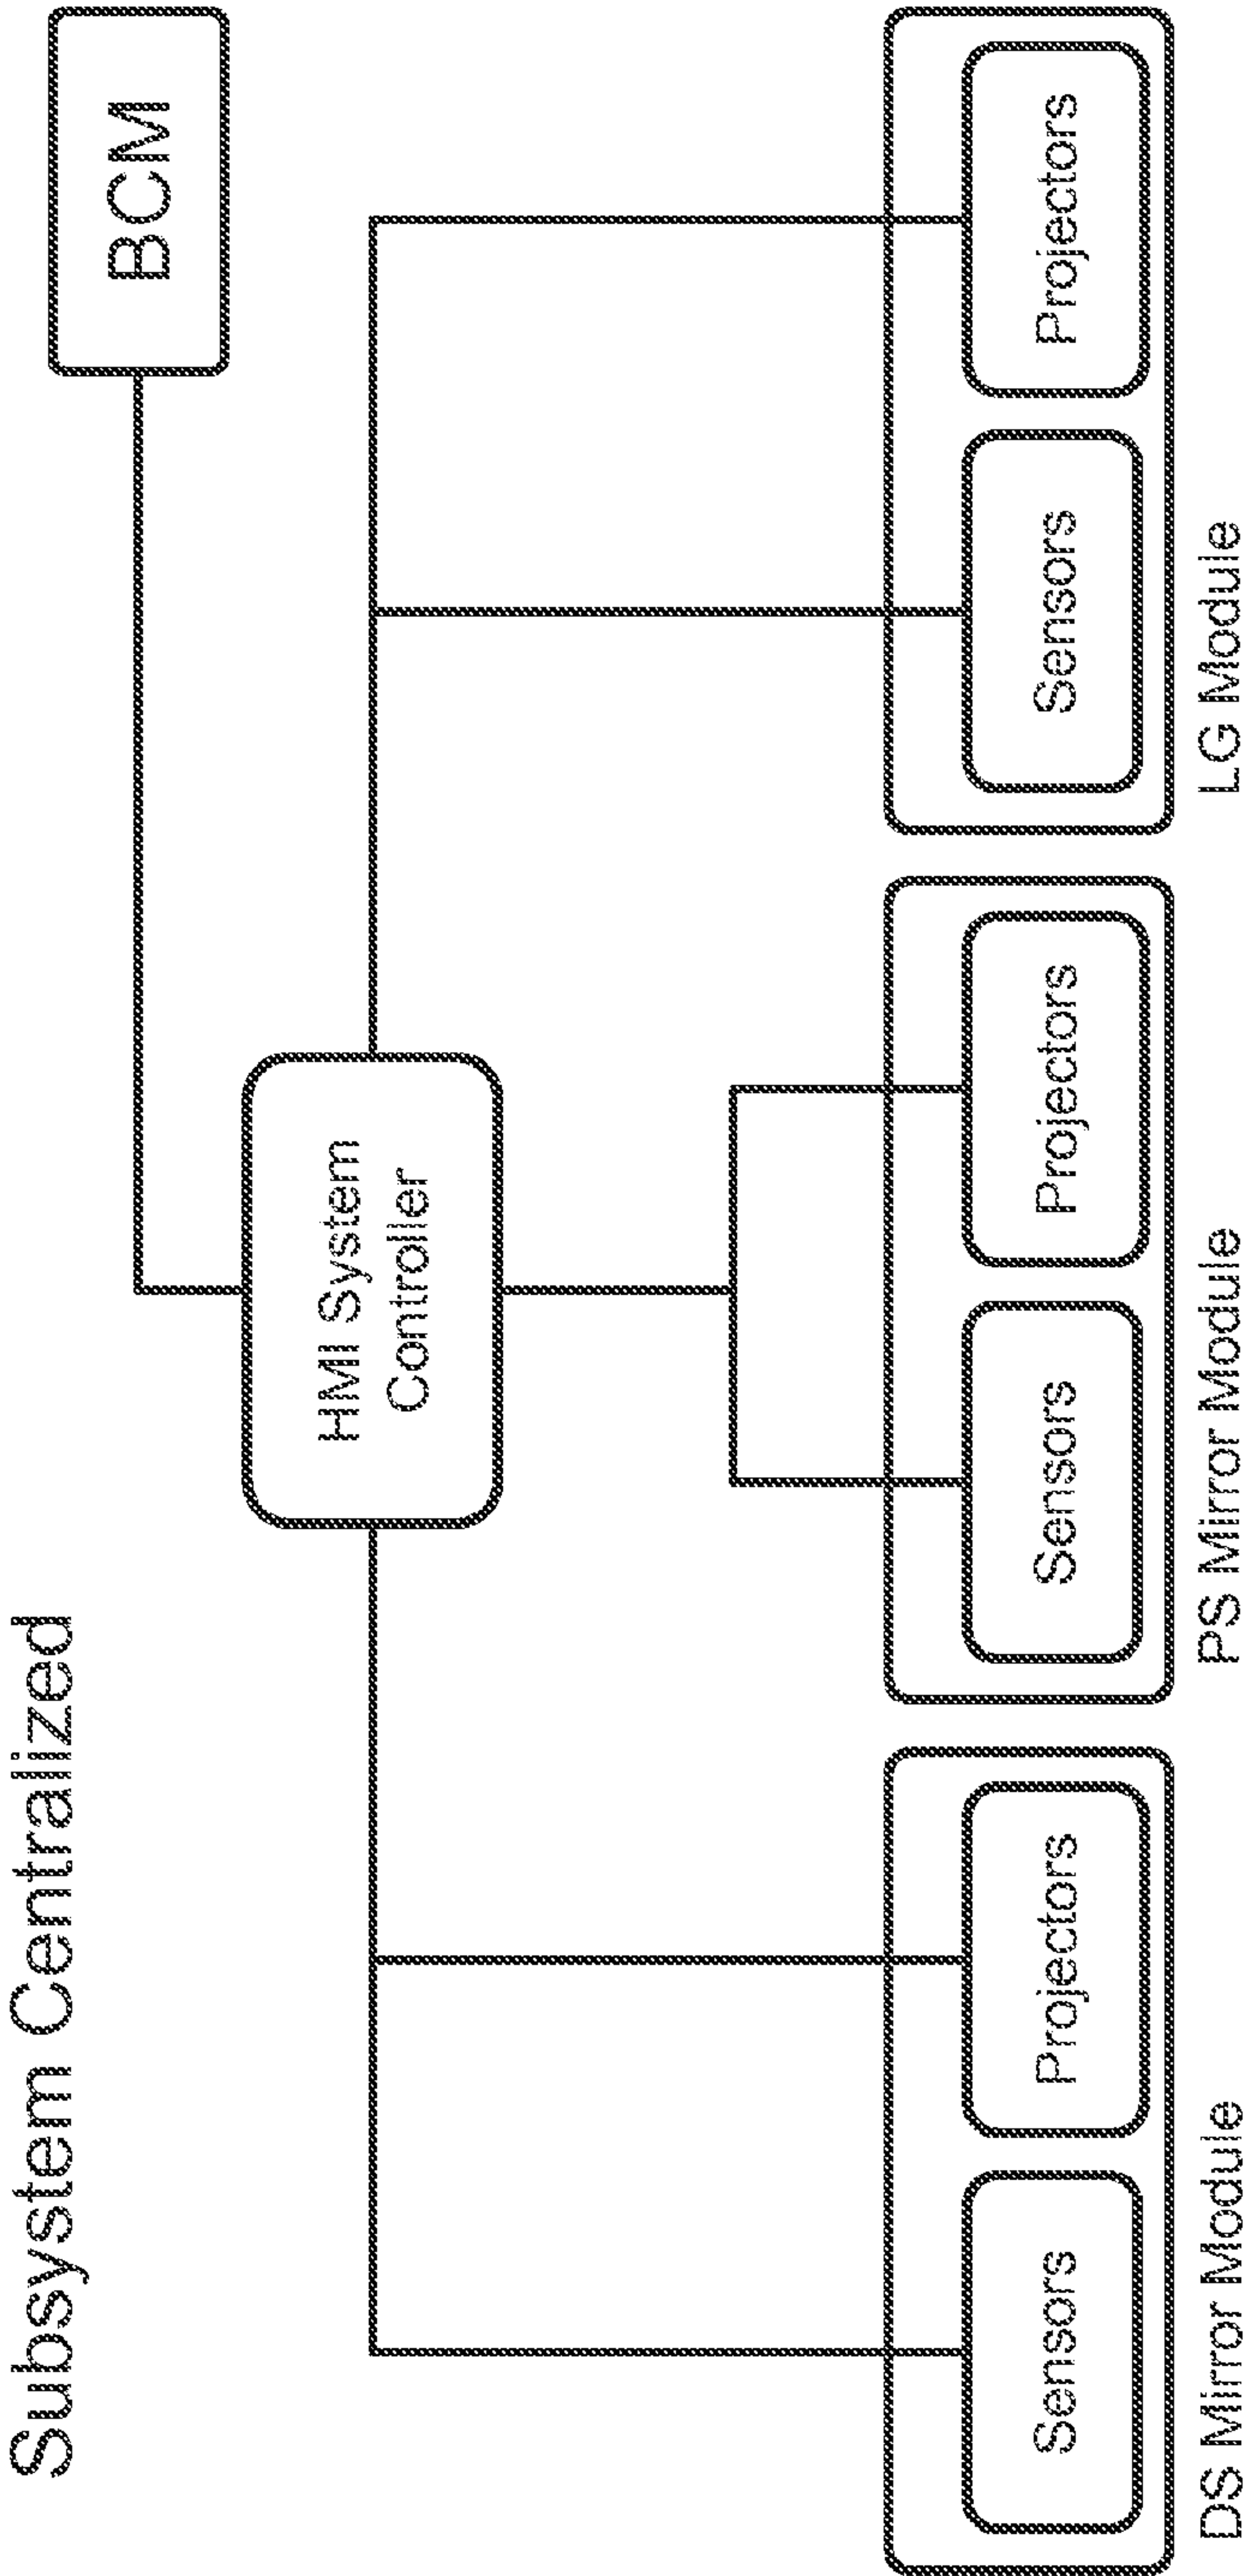 Subsystem Centralized
BCM
HMI System
Controller
Sensors
Projectors
Sensors
Projectors
Sensors
Projectors
DS Mirror Module
PS Mirror Module
LG Module